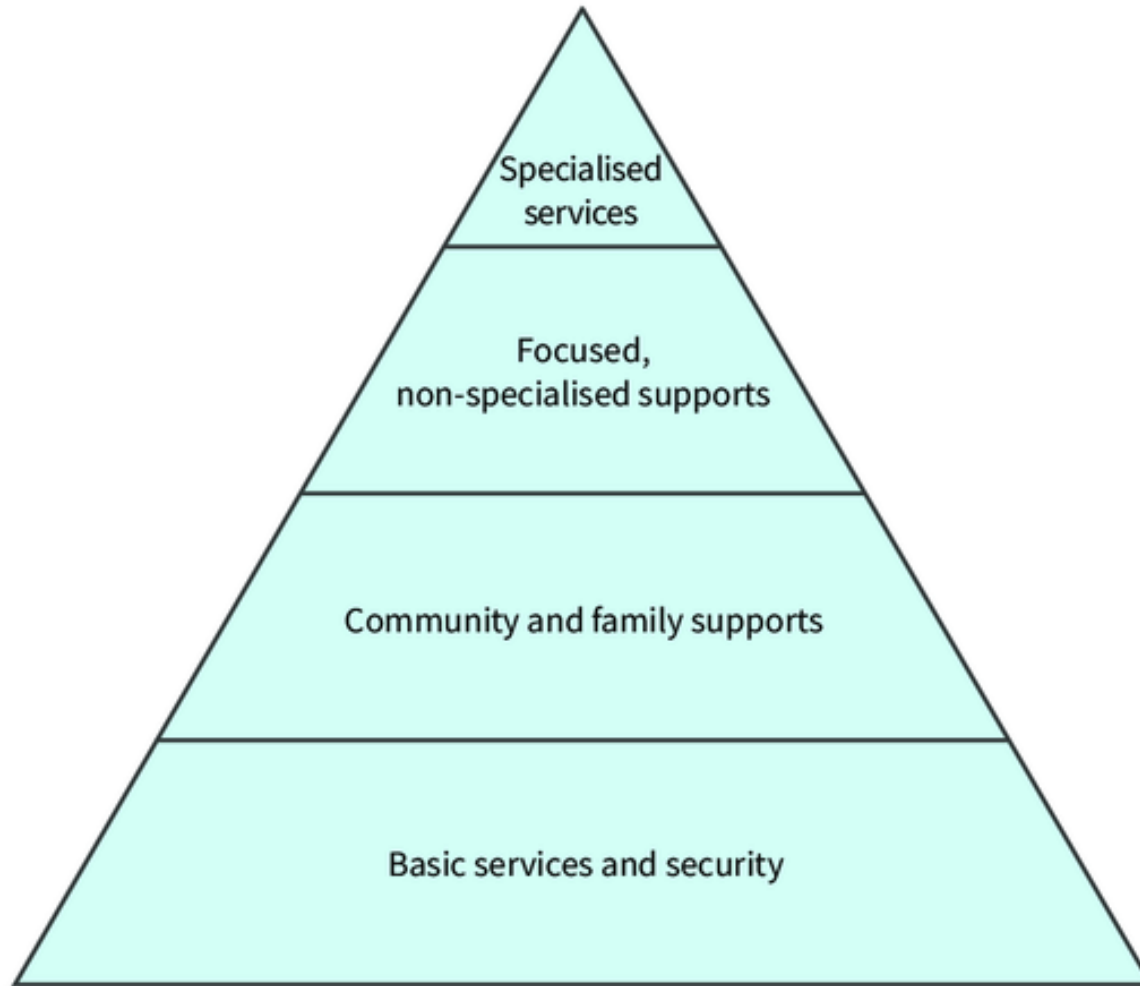 Specialised
services
Focused,
non-specialised supports
Community and family supports
Basic services and security